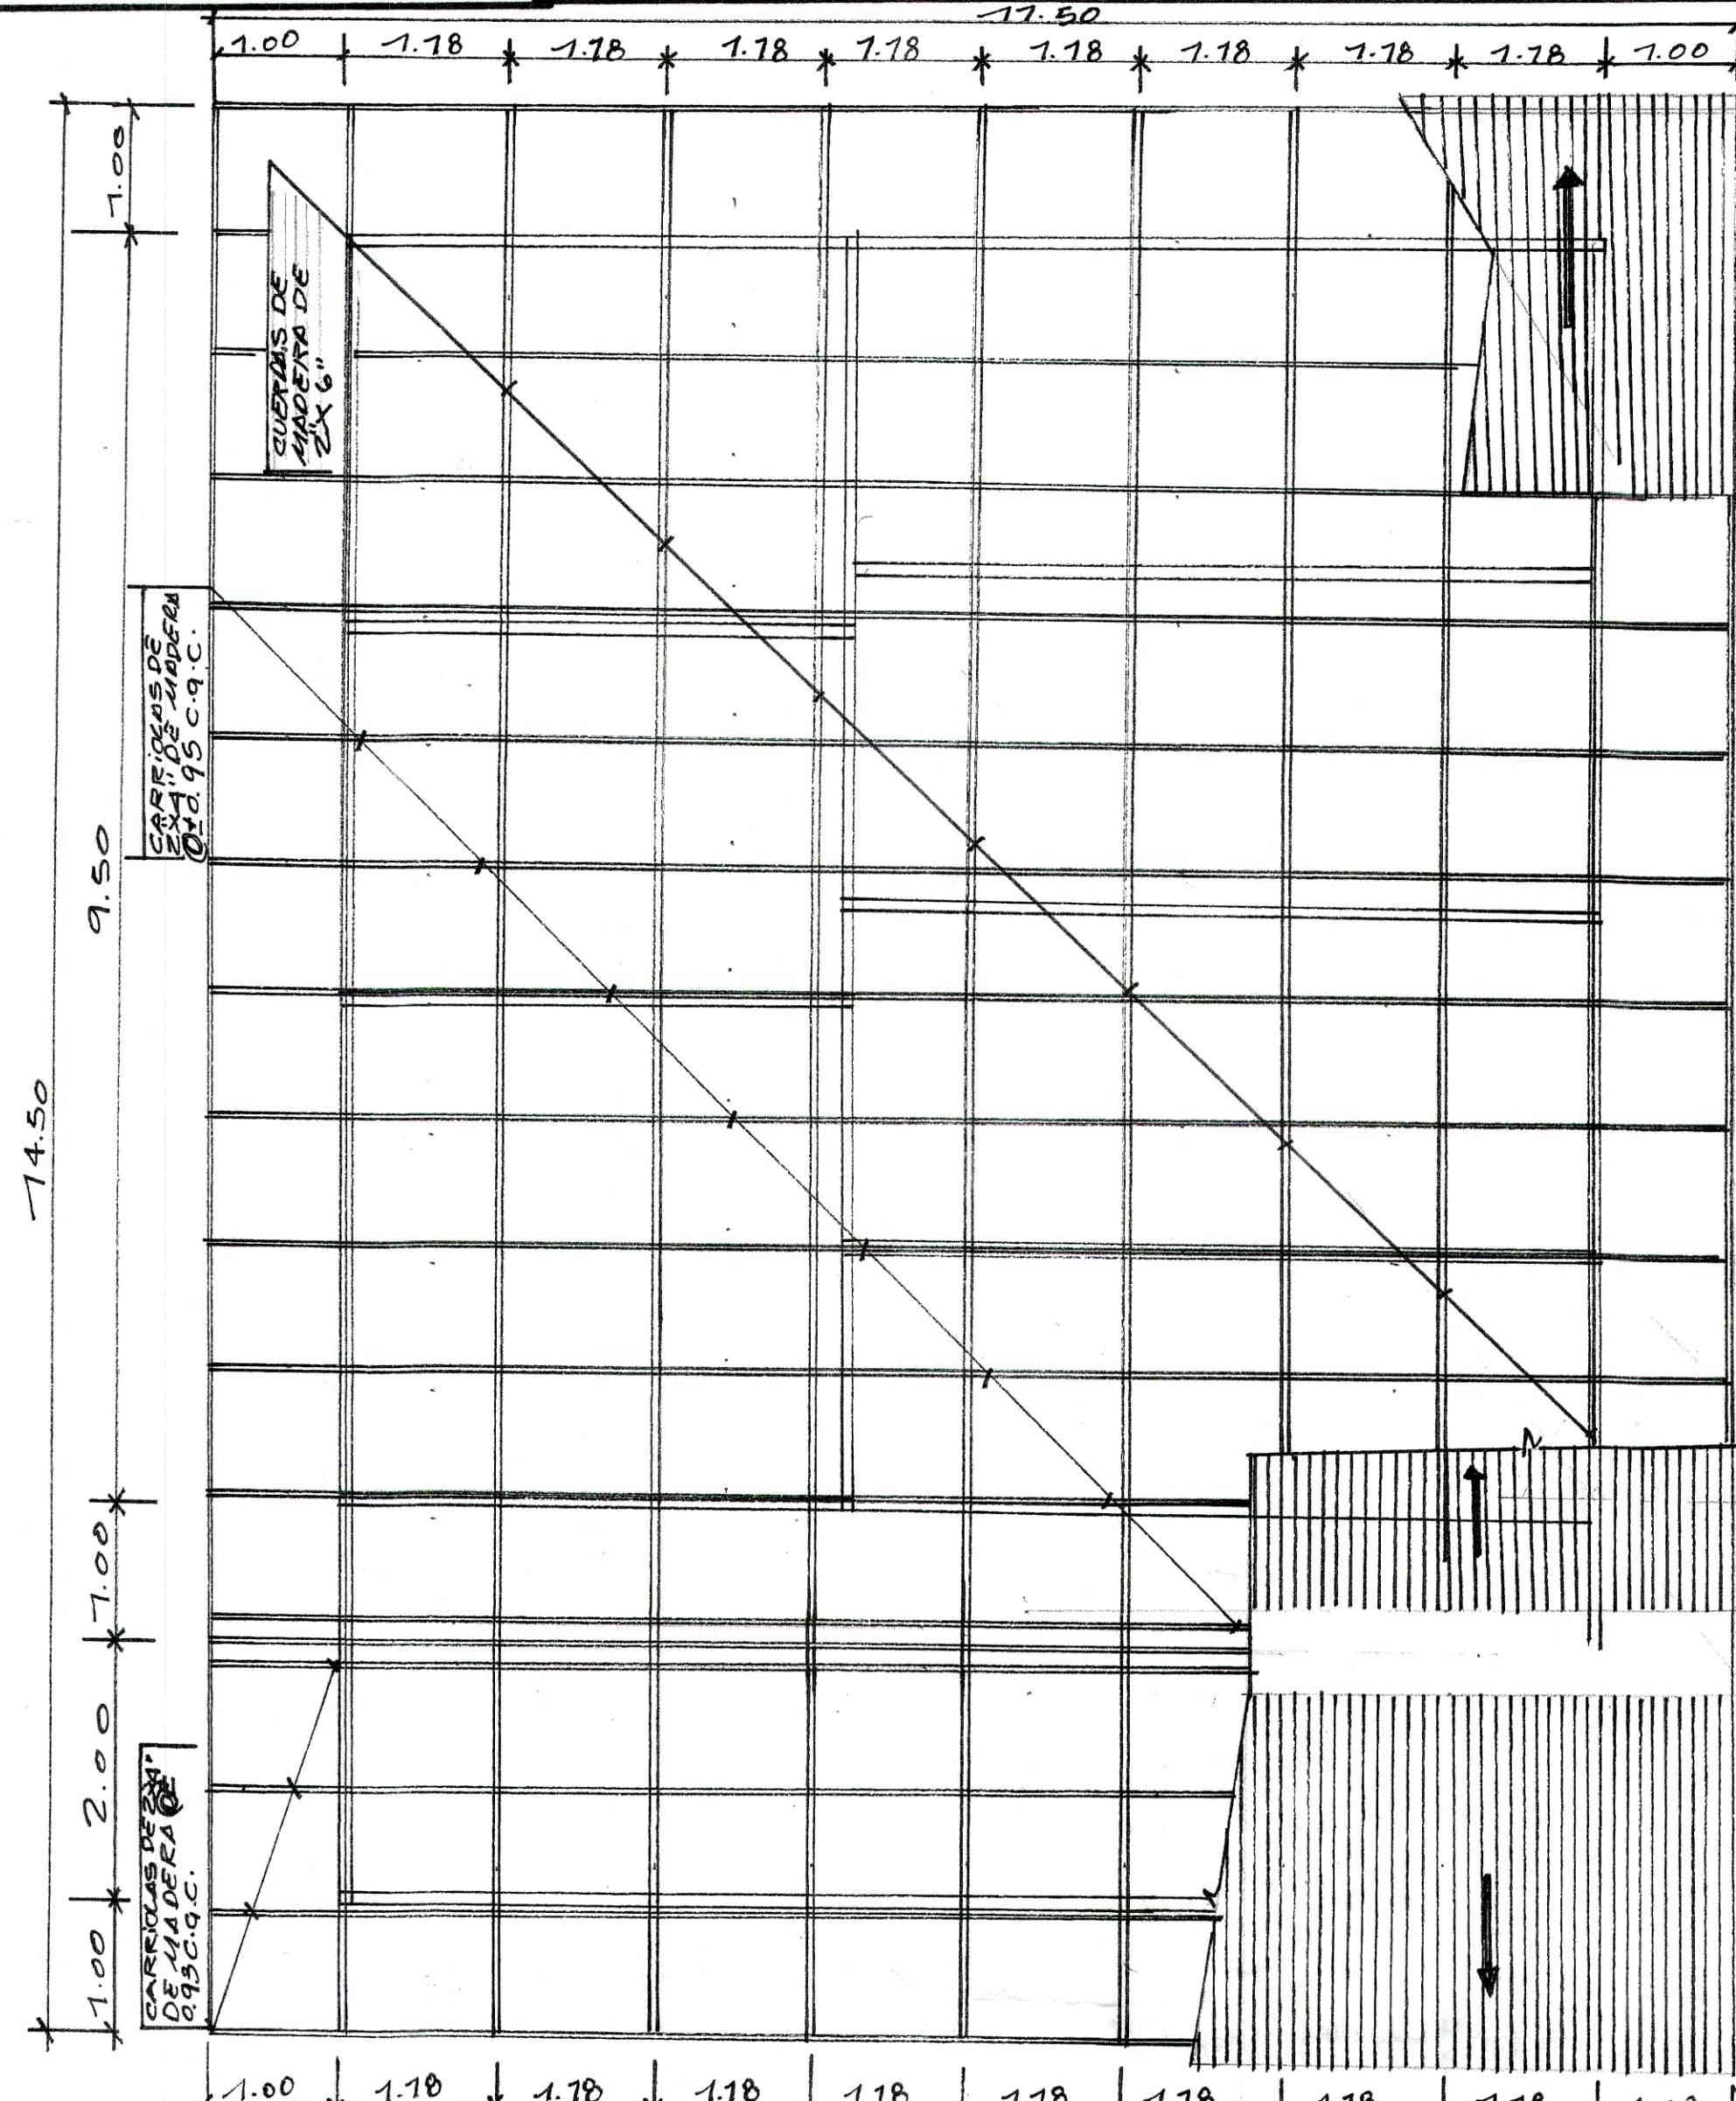 11.50
1.00 1.18 1.18 1.18 1.18 1.18 1.18 1.18 1.18 1.00
1.00
CUERDAS DE
MADERA DE
2"X6"
CARRIOLAS DE
2"X4" DE MADERA
@±0.95 C.a.C.
9.50
14.50
1.00
2.00
CARRIOLAS DE 2X4"
DE MADERA @DE
0.93 C.a.C.
1.00
1.00 1.18 1.18 1.18 1.18 1.18 1.18 1.18 1.18